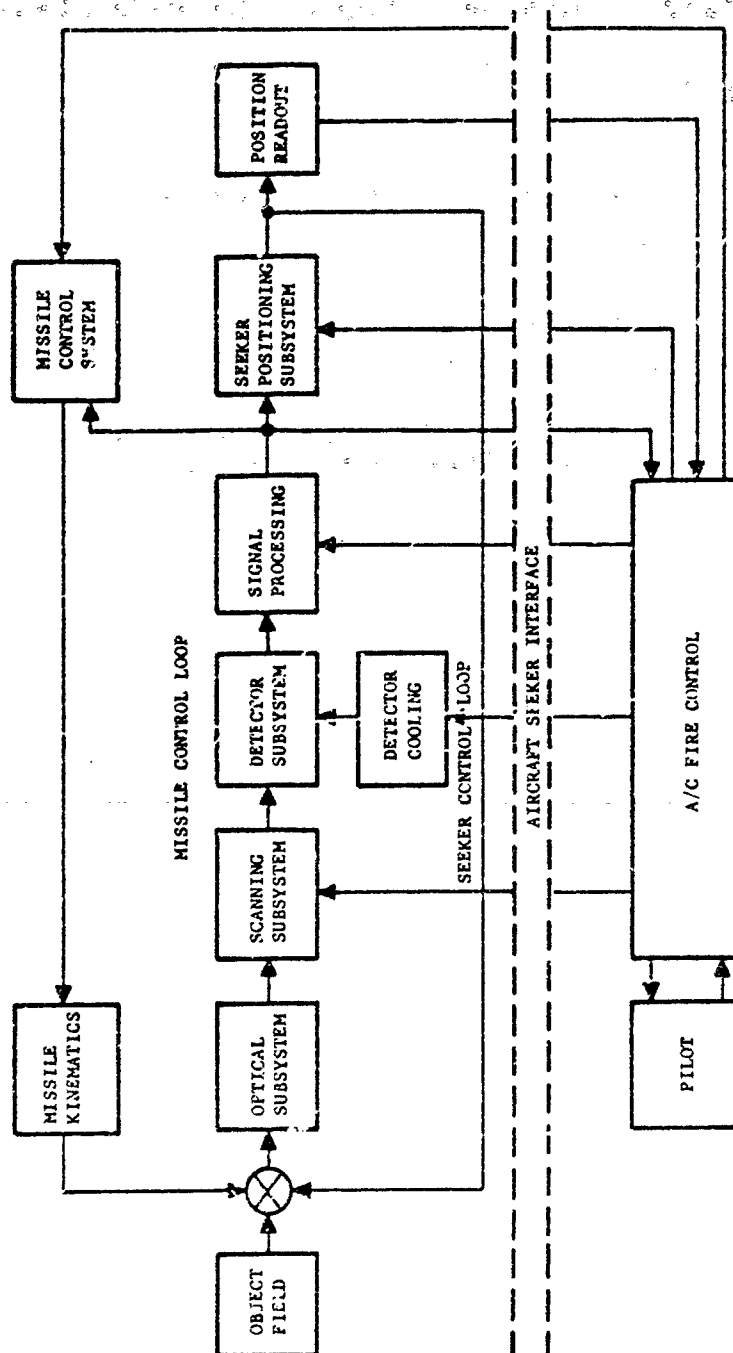 MISSILE
KINEMATICS
MISSILE
CONTROL
SYSTEM
MISSILE CONTROL LOOP
OBJECT
FIELD
OPTICAL
SUBSYSTEM
SCANNING
SUBSYSTEM
DETECTOR
SUBSYSTEM
SIGNAL
PROCESSING
SEEKER
POSITIONING
SUBSYSTEM
POSITION
READOUT
DETECTOR
COOLING
SEEKER CONTROL LOOP
AIRCRAFT SEEKER INTERFACE
PILOT
A/C FIRE CONTROL